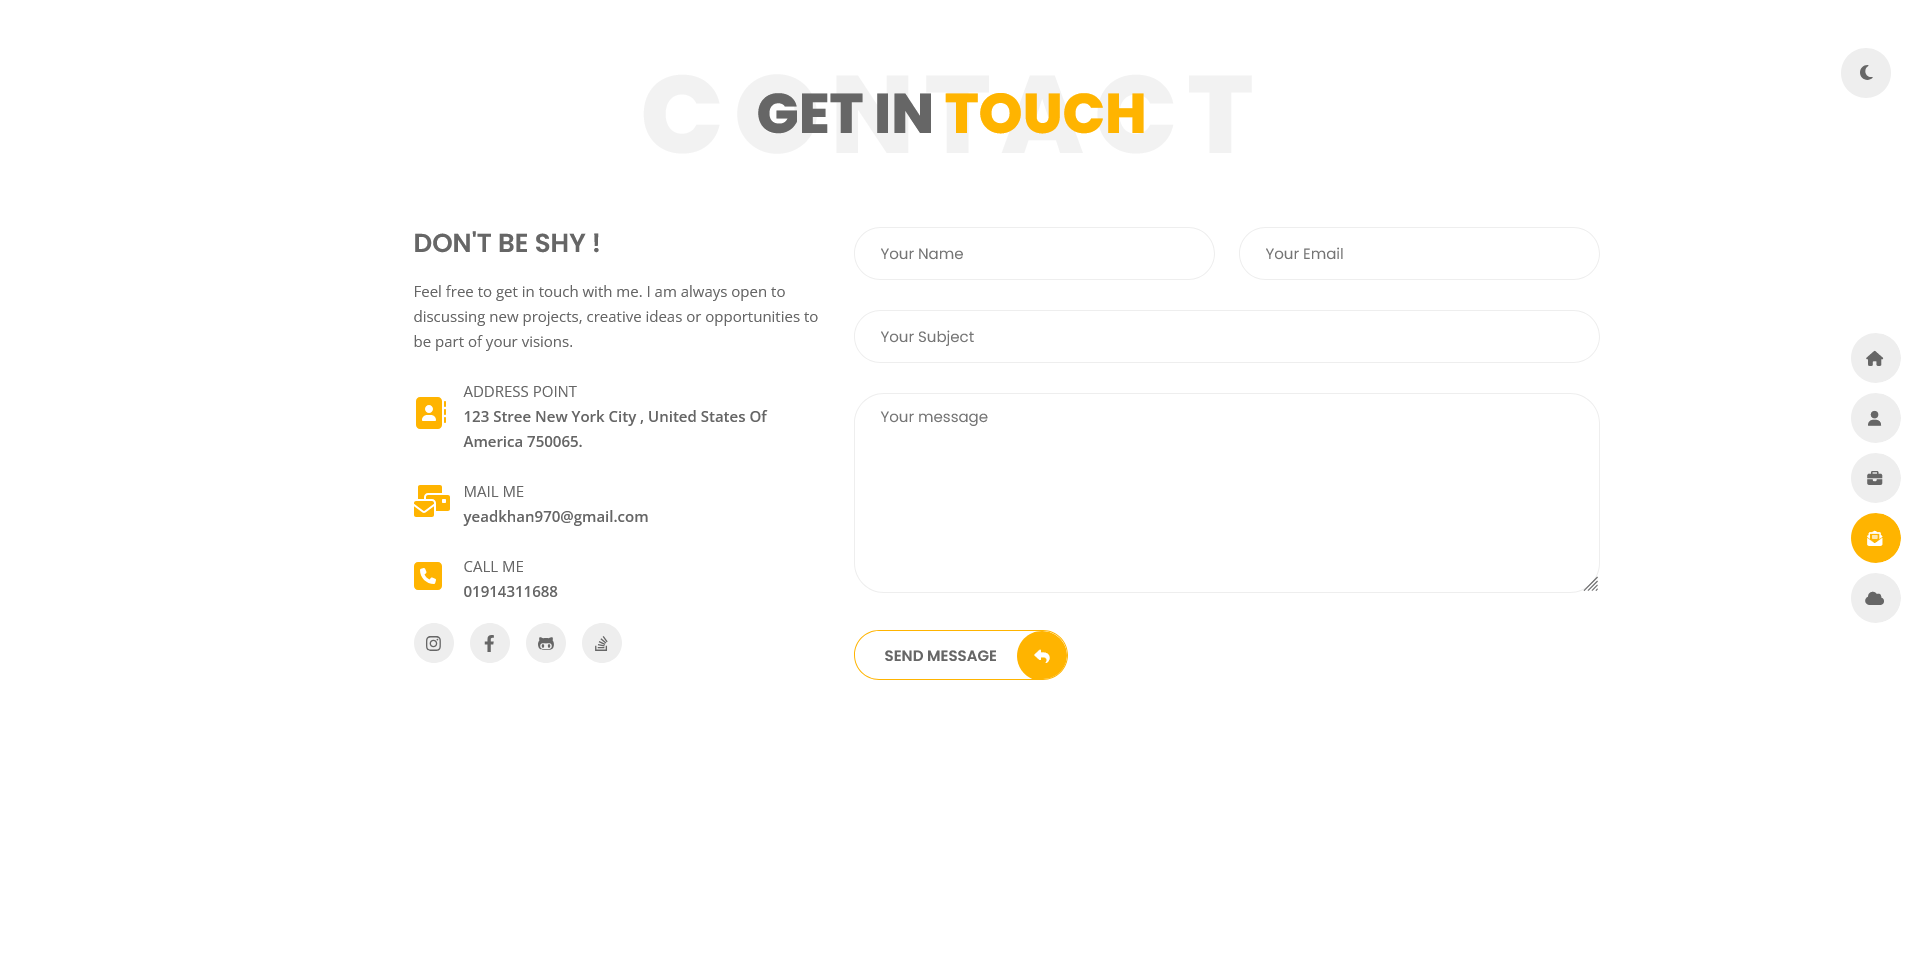 CONTACT
GET IN TOUCH
DON'T BE SHY !
Feel free to get in touch with me. I am always open to
discussing new projects, creative ideas or opportunities to
be part of your visions.
ADDRESS POINT
123 Stree New York City , United States Of
America 750065.
MAIL ME
yeadkhan970@gmail.com
CALL ME
01914311688
Your Name
Your Email
Your Subject
Your message
SEND MESSAGE